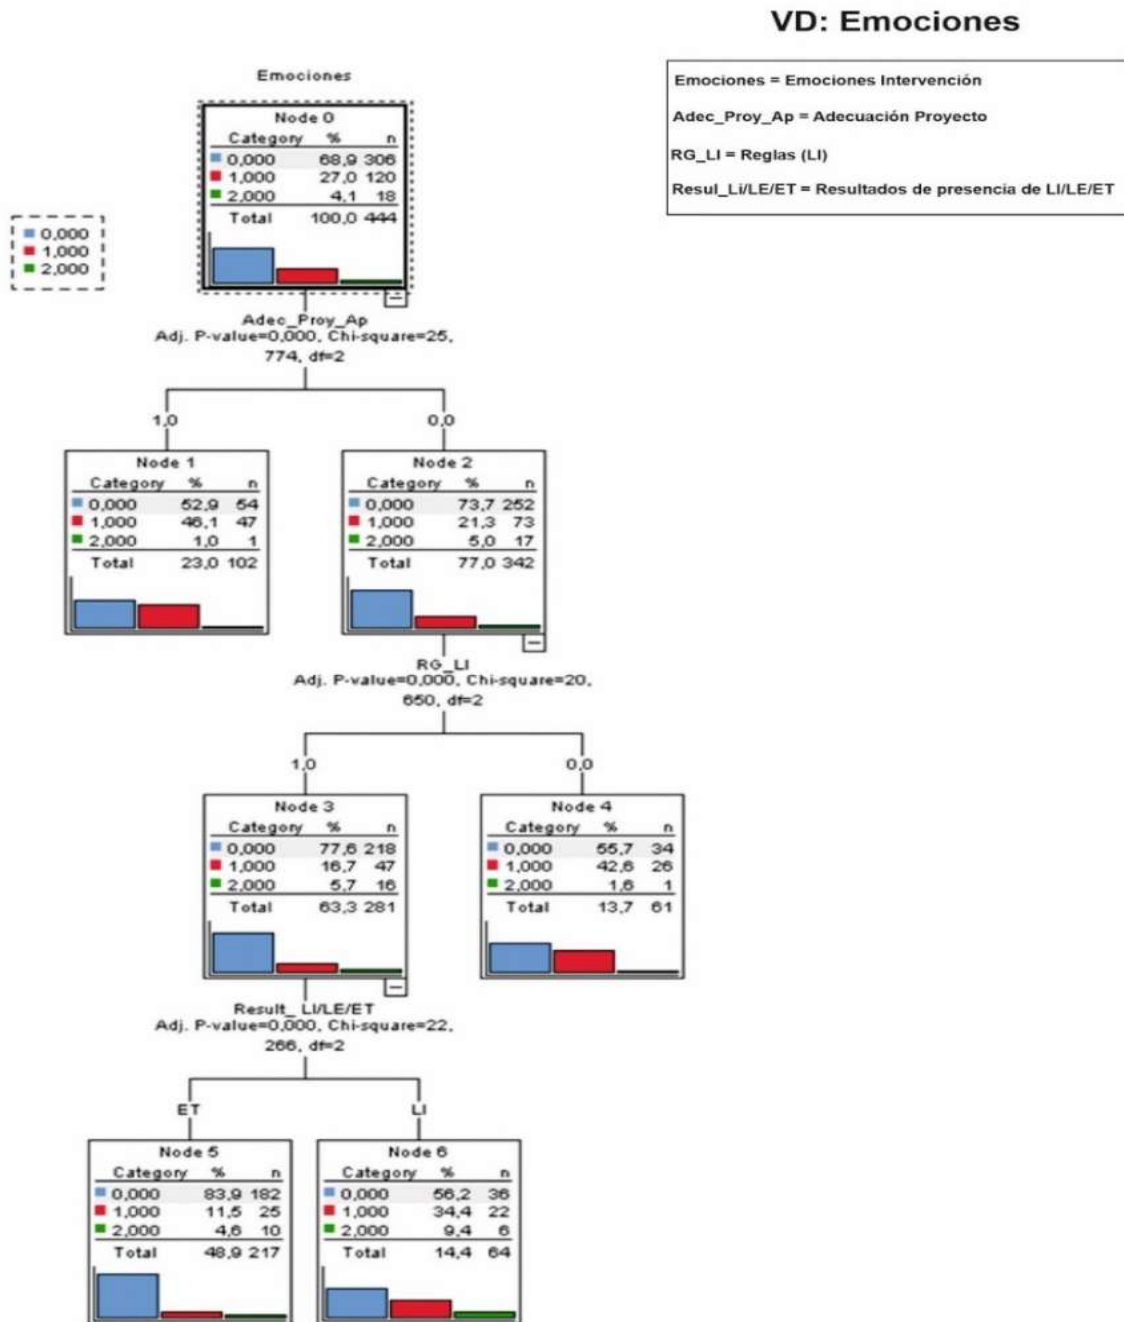 VD: Emociones
Emociones = Emociones Intervención
Adec_Proy_Ap = Adecuación Proyecto
RG_LI = Reglas (LI)
Resul_Li/LE/ET = Resultados de presencia de LI/LE/ET
Emociones
Node 0
Category % n
0,000 68,9 306
1,000 27,0 120
2,000 4,1 18
Total 100,0 444
0,000
1,000
2,000
Adec_Proy_Ap
Adj. P-value=0,000, Chi-square=25,
774, df=2
1,0 0,0
Node 1
Category % n
0,000 52,9 54
1,000 46,1 47
2,000 1,0 1
Total 23,0 102
Node 2
Category % n
0,000 73,7 252
1,000 21,3 73
2,000 5,0 17
Total 77,0 342
RG_LI
Adj. P-value=0,000, Chi-square=20,
650, df=2
1,0 0,0
Node 3
Category % n
0,000 77,6 218
1,000 16,7 47
2,000 5,7 16
Total 63,3 281
Node 4
Category % n
0,000 55,7 34
1,000 42,6 26
2,000 1,6 1
Total 13,7 61
Result_ LI/LE/ET
Adj. P-value=0,000, Chi-square=22,
266, df=2
ET LI
Node 5
Category % n
0,000 83,9 182
1,000 11,5 25
2,000 4,6 10
Total 48,9 217
Node 6
Category % n
0,000 56,2 36
1,000 34,4 22
2,000 9,4 6
Total 14,4 64